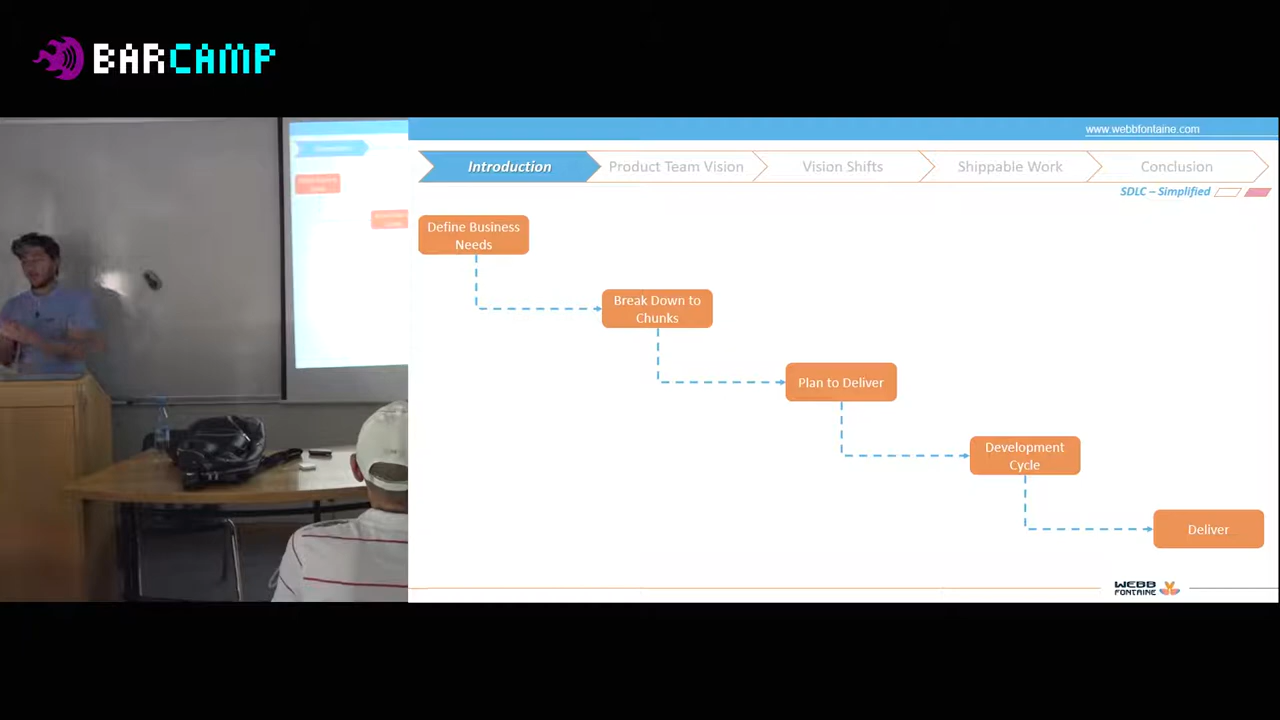 BARCAMP
www.webbfontaine.com
Introduction
Product Team Vision
Vision Shifts
Shippable Work
Conclusion
SDLC – Simplified
Define Business
Needs
Break Down to
Chunks
Plan to Deliver
Development
Cycle
Deliver
WEBB
FONTAINE